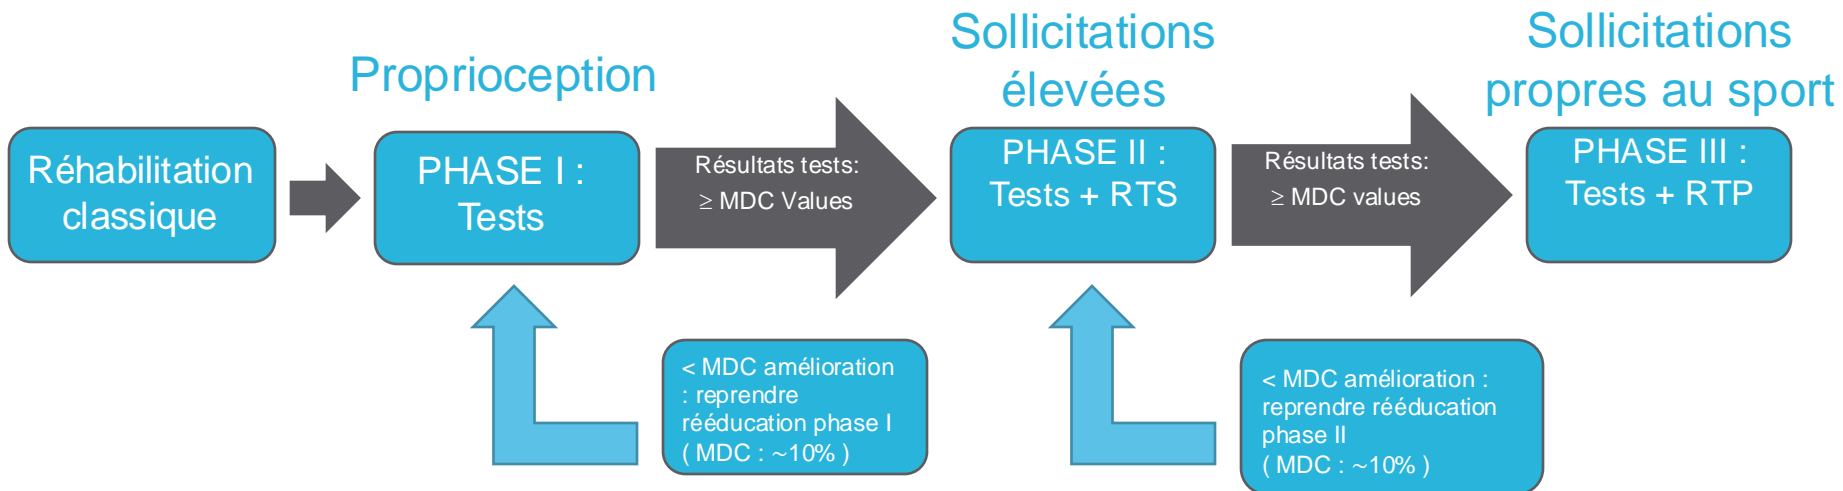 Proprioception
Sollicitations
élevées
Sollicitations
propres au sport
Réhabilitation
classique
PHASE I :
Tests
Résultats tests:
≥ MDC Values
PHASE II :
Tests + RTS
Résultats tests:
≥ MDC values
PHASE III :
Tests + RTP
< MDC amélioration
: reprendre
rééducation phase I
( MDC : ~10% )
< MDC amélioration :
reprendre rééducation
phase II
( MDC : ~10% )